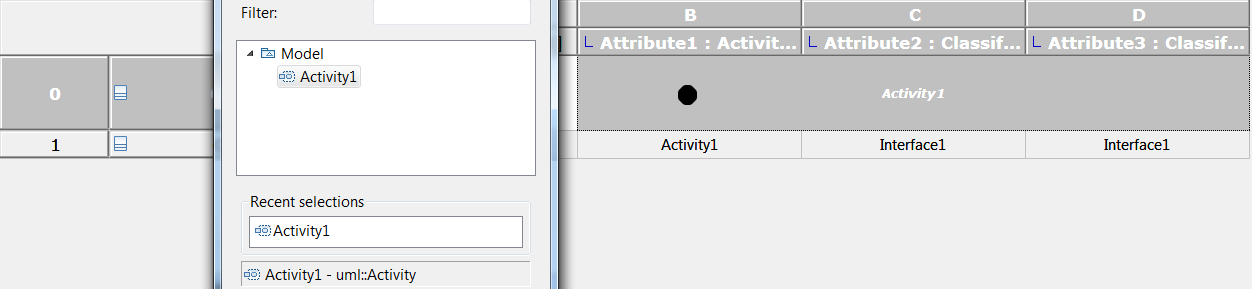 Filter:
B C D
Attribute1 : Activit... Attribute2 : Classif... Attribute3 : Classif...
Model
Activity1
0 Activity1
1 Activity1 Interface1 Interface1
Recent selections
Activity1
Activity1 - uml::Activity